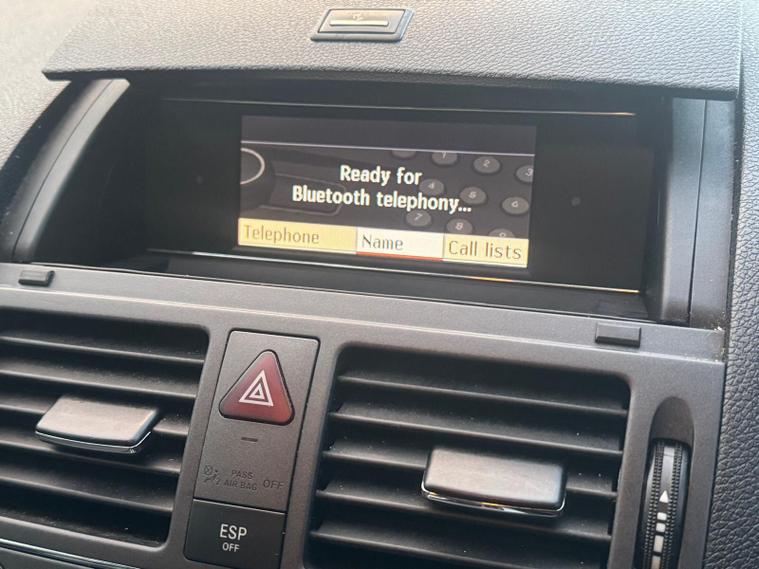 Ready for
Bluetooth telephony...
Telephone Name Call lists
PASS
AIR BAG OFF
ESP
OFF